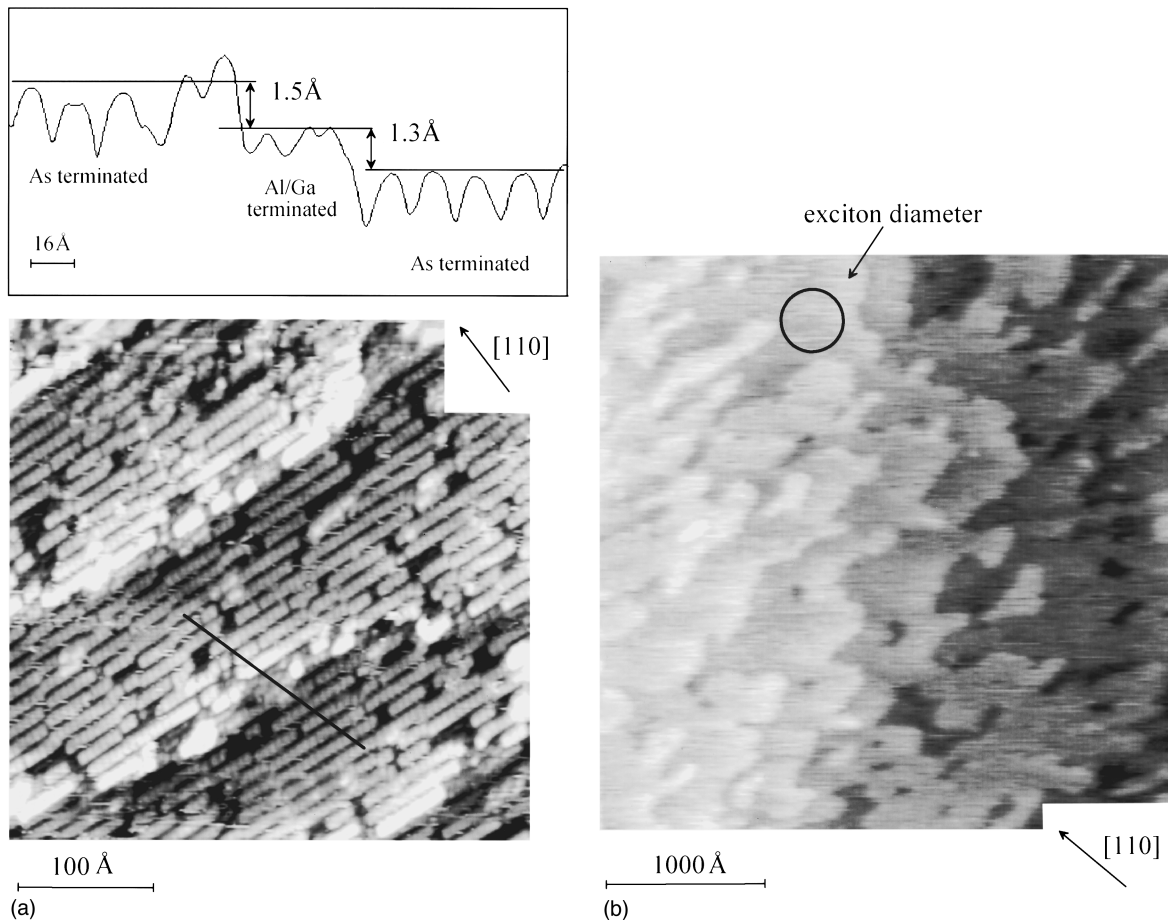 1.5Å
1.3Å
As terminated
Al/Ga
terminated
16Å
As terminated
[110]
100 Å
(a)
exciton diameter
1000 Å
[110]
(b)